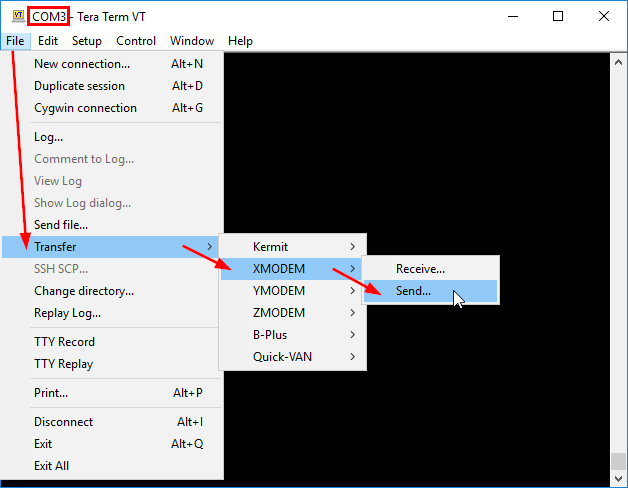 COM3 - Tera Term VT
File Edit Setup Control Window Help
New connection... Alt+N
Duplicate session Alt+D
Cygwin connection Alt+G
Log...
Comment to Log...
View Log
Show Log dialog...
Send file...
Transfer
SSH SCP...
Change directory...
Replay Log...
TTY Record
TTY Replay
Print... Alt+P
Disconnect Alt+I
Exit Alt+Q
Exit All
Kermit
XMODEM
YMODEM
ZMODEM
B-Plus
Quick-VAN
Receive...
Send...